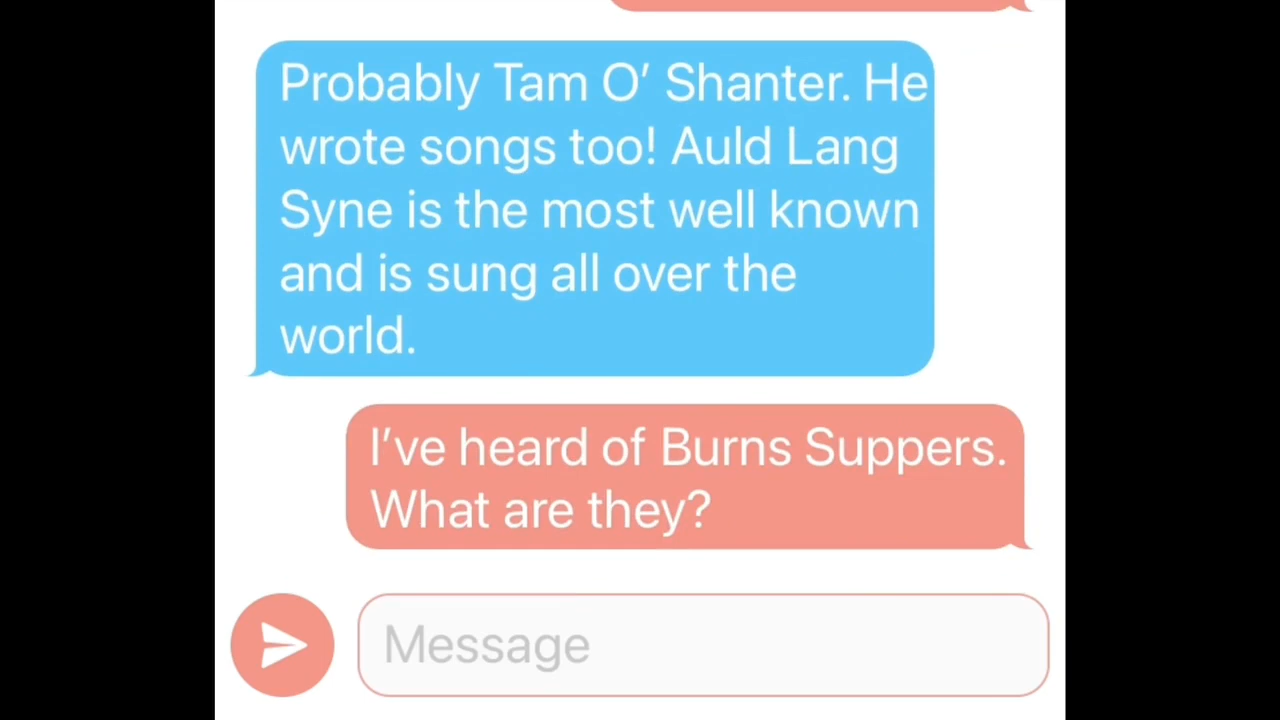 Probably Tam O’ Shanter. He
wrote songs too! Auld Lang
Syne is the most well known
and is sung all over the
world.
I’ve heard of Burns Suppers.
What are they?
Message